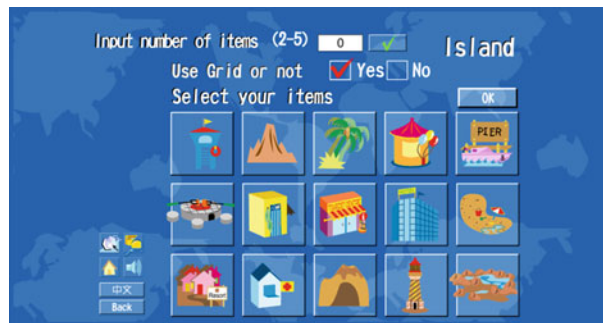 Input number of items (2-5) 0
Island
Use Grid or not Yes No
Select your items
OK
PIER
Resort
中文
Back